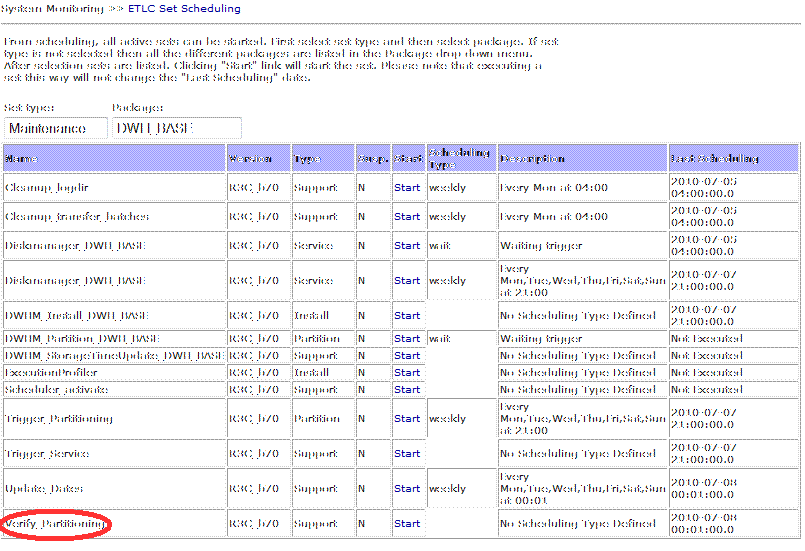 System Monitoring >> ETLC Set Scheduling
From scheduling, all active sets can be started. First select set type and then select package. If set
type is not selected then all the different packages are listed in the Package drop down menu.
After selection sets are listed. Clicking "Start" link will start the set. Please note that executing a
set this way will not change the "Last Scheduling" date.
Set type: Package:
Maintenance DWH_BASE
Name Version Type Susp. Start Scheduling Type Description Last Scheduling
Cleanup_logdir R3C_b70 Support N Start weekly Every Mon at 04:00 2010-07-05 04:00:00.0
Cleanup_transfer_batches R3C_b70 Support N Start weekly Every Mon at 04:00 2010-07-05 04:00:00.0
Diskmanager_DWH_BASE R3C_b70 Service N Start wait Waiting trigger 2010-07-05 04:00:00.0
Diskmanager_DWH_BASE R3C_b70 Service N Start weekly Every Mon,Tue,Wed,Thu,Fri,Sat,Sun at 21:00 2010-07-07 21:00:00.0
DWHM_Install_DWH_BASE R3C_b70 Install N Start No Scheduling Type Defined 2010-07-07 21:00:00.0
DWHM_Partition_DWH_BASE R3C_b70 Partition N Start wait Waiting trigger Not Executed
DWHM_StorageTimeUpdate_DWH_BASE R3C_b70 Support N Start No Scheduling Type Defined Not Executed
ExecutionProfiler R3C_b70 Install N Start No Scheduling Type Defined Not Executed
Scheduler_activate R3C_b70 Support N Start No Scheduling Type Defined Not Executed
Trigger_Partitioning R3C_b70 Partition N Start weekly Every Mon,Tue,Wed,Thu,Fri,Sat,Sun at 21:00 2010-07-07 21:00:00.0
Trigger_Service R3C_b70 Support N Start No Scheduling Type Defined 2010-07-07 21:00:00.0
Update_Dates R3C_b70 Support N Start weekly Every Mon,Tue,Wed,Thu,Fri,Sat,Sun at 00:01 2010-07-08 00:01:00.0
Verify_Partitioning R3C_b70 Support N Start No Scheduling Type Defined 2010-07-08 00:01:00.0